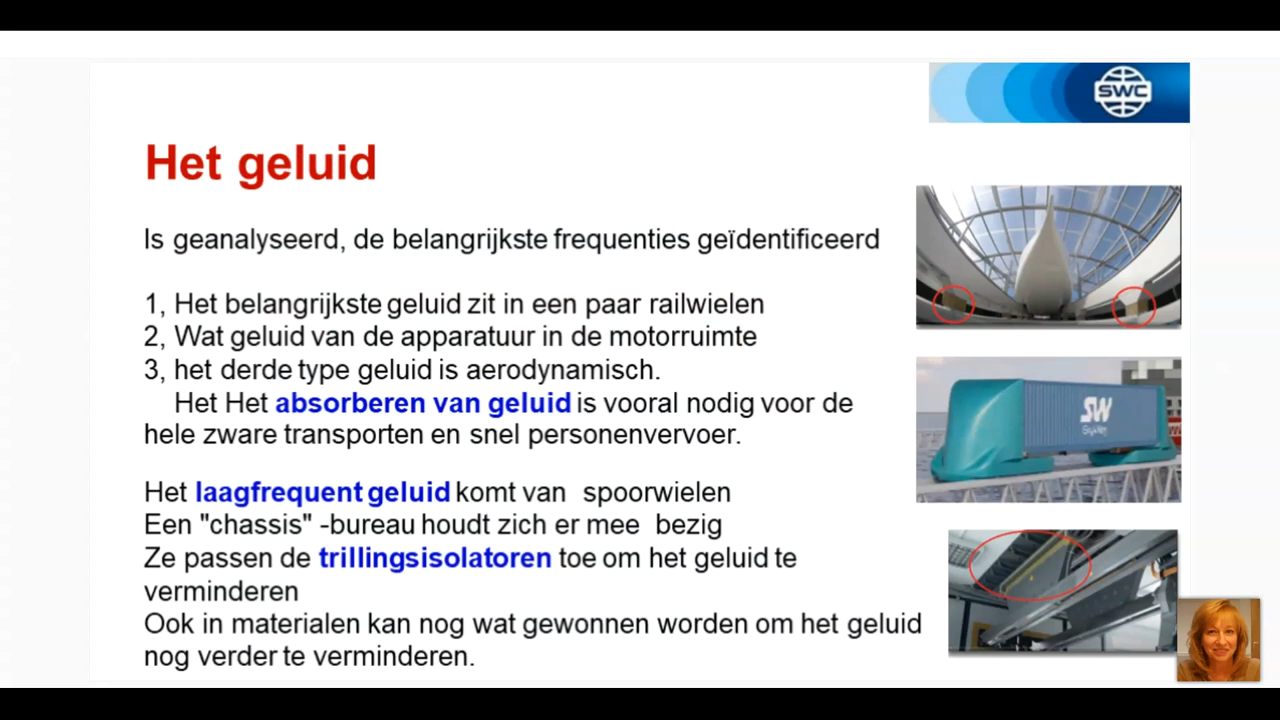 SWC
Het geluid
Is geanalyseerd, de belangrijkste frequenties geïdentificeerd
1, Het belangrijkste geluid zit in een paar railwielen
2, Wat geluid van de apparatuur in de motorruimte
3, het derde type geluid is aerodynamisch.
Het Het absorberen van geluid is vooral nodig voor de
hele zware transporten en snel personenvervoer.
Het laagfrequent geluid komt van spoorwielen
Een "chassis" -bureau houdt zich er mee bezig
Ze passen de trillingsisolatoren toe om het geluid te
verminderen
Ook in materialen kan nog wat gewonnen worden om het geluid
nog verder te verminderen.
SW